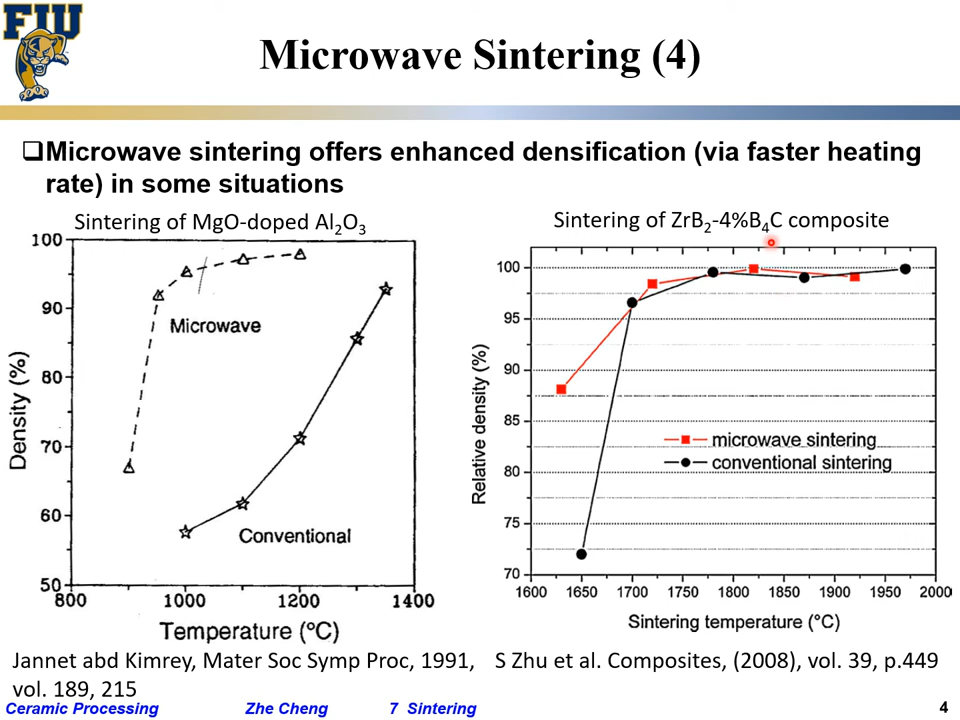 FIU
Microwave Sintering (4)
❑Microwave sintering offers enhanced densification (via faster heating
rate) in some situations
Sintering of MgO-doped Al₂O₃
100
90
80
70
60
50
Density (%)
Microwave
Conventional
800
1000
1200
1400
Temperature (°C)
Jannet abd Kimrey, Mater Soc Symp Proc, 1991,
vol. 189, 215
Sintering of ZrB₂-4%B₄C composite
100
95
90
85
80
75
70
Relative density (%)
microwave sintering
conventional sintering
1600 1650 1700 1750 1800 1850 1900 1950 2000
Sintering temperature (°C)
S Zhu et al. Composites, (2008), vol. 39, p.449
Ceramic Processing Zhe Cheng 7 Sintering 4